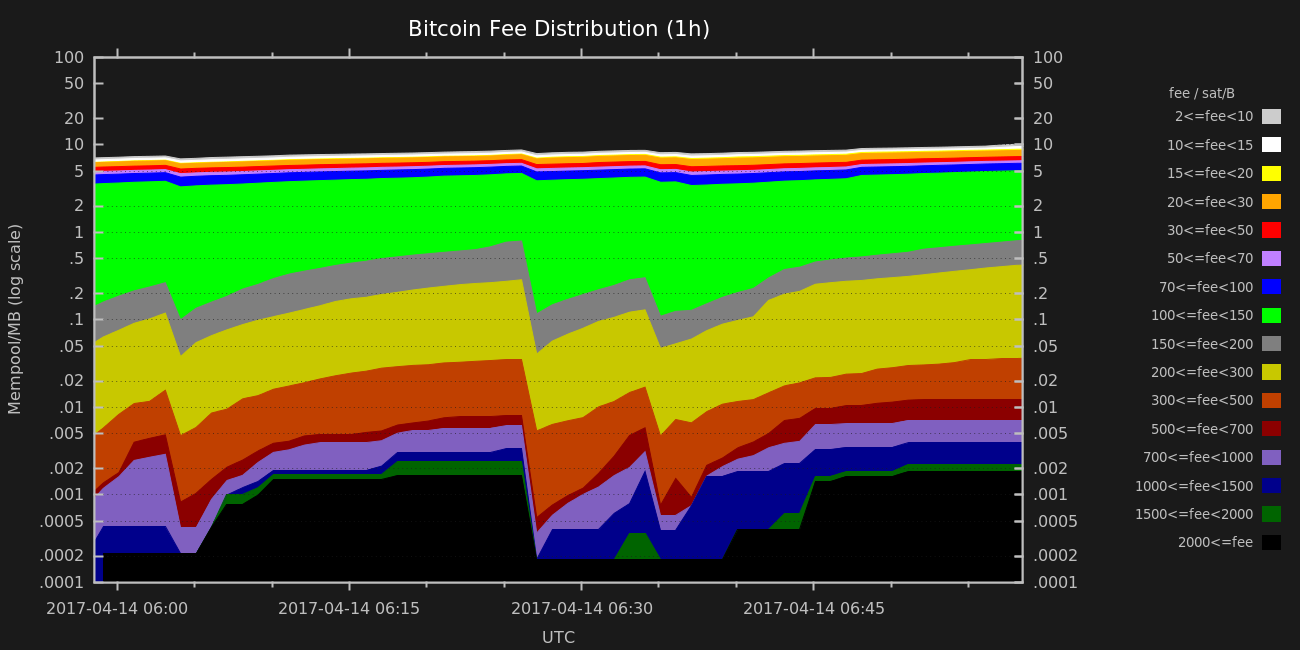 Bitcoin Fee Distribution (1h)
Mempool/MB (log scale)
100
50
20
10
5
2
1
.5
.2
.1
.05
.02
.01
.005
.002
.001
.0005
.0002
.0001
100
50
20
10
5
2
1
.5
.2
.1
.05
.02
.01
.005
.002
.001
.0005
.0002
.0001
2017-04-14 06:00 2017-04-14 06:15 2017-04-14 06:30 2017-04-14 06:45
UTC
fee / sat/B
2<=fee<10
10<=fee<15
15<=fee<20
20<=fee<30
30<=fee<50
50<=fee<70
70<=fee<100
100<=fee<150
150<=fee<200
200<=fee<300
300<=fee<500
500<=fee<700
700<=fee<1000
1000<=fee<1500
1500<=fee<2000
2000<=fee